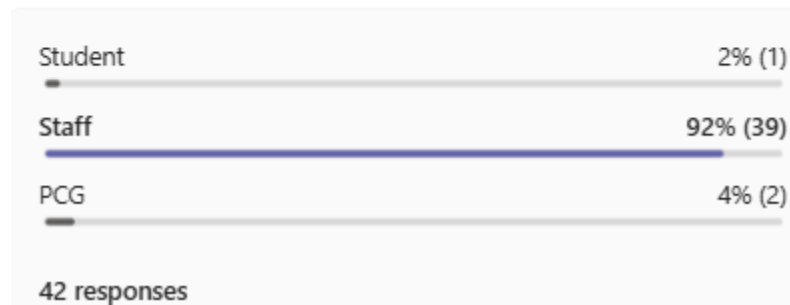 Student 2% (1)
Staff 92% (39)
PCG 4% (2)
42 responses